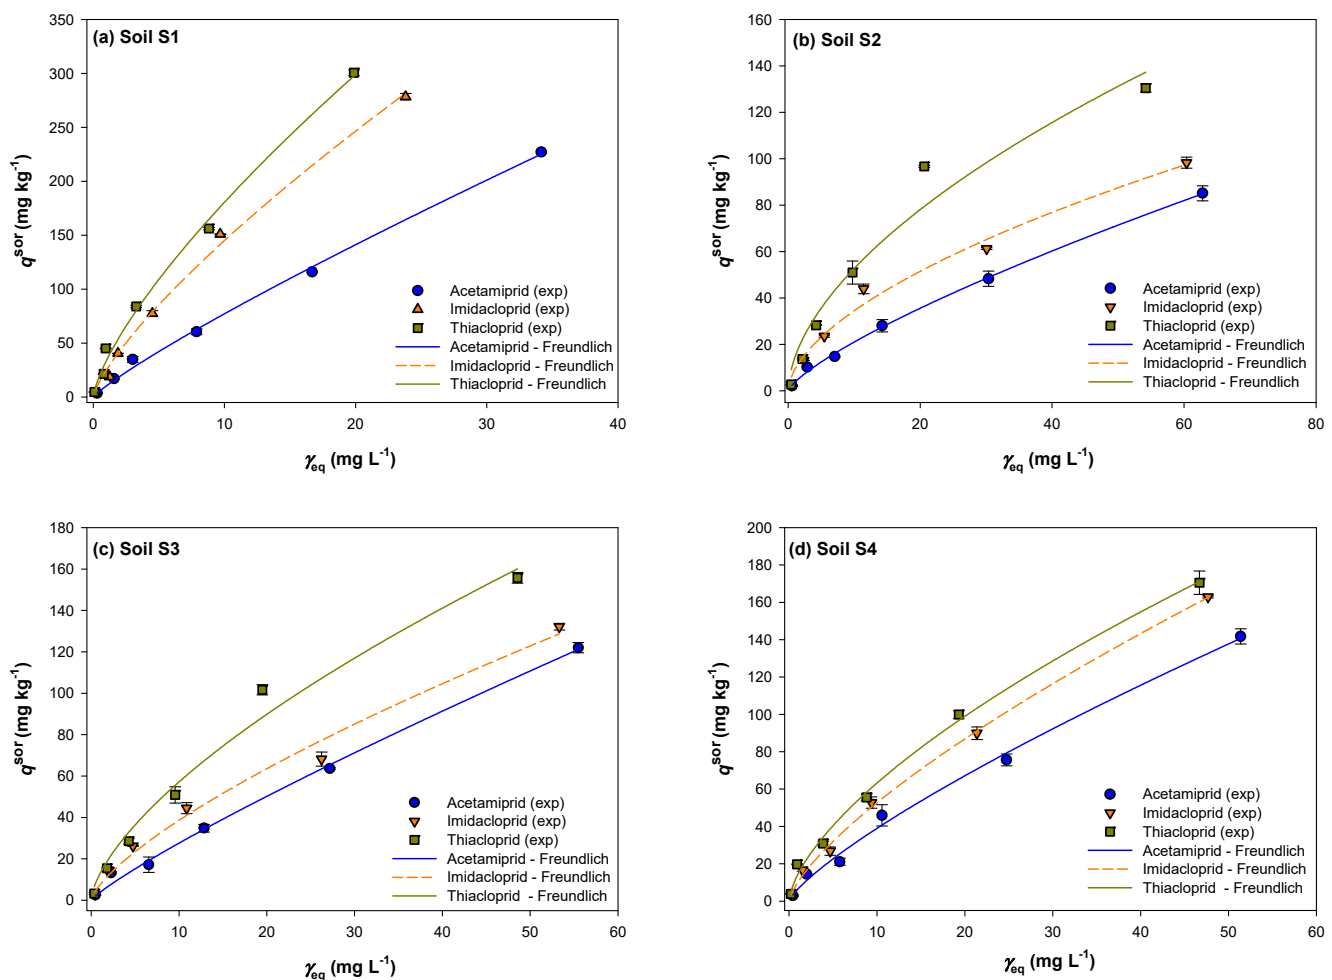 (a) Soil S1
350
300
250
200
150
100
50
0
q^sor (mg kg^-1)
Acetamiprid (exp)
Imidacloprid (exp)
Thiacloprid (exp)
Acetamiprid - Freundlich
Imidacloprid - Freundlich
Thiacloprid - Freundlich
0 10 20 30 40
γeq (mg L^-1)
(b) Soil S2
160
140
120
100
80
60
40
20
0
q^sor (mg kg^-1)
Acetamiprid (exp)
Imidacloprid (exp)
Thiacloprid (exp)
Acetamiprid - Freundlich
Imidacloprid - Freundlich
Thiacloprid - Freundlich
0 20 40 60 80
γeq (mg L^-1)
(c) Soil S3
180
160
140
120
100
80
60
40
20
0
q^sor (mg kg^-1)
Acetamiprid (exp)
Imidacloprid (exp)
Thiacloprid (exp)
Acetamiprid - Freundlich
Imidacloprid - Freundlich
Thiacloprid - Freundlich
0 10 20 30 40 50 60
γeq (mg L^-1)
(d) Soil S4
200
180
160
140
120
100
80
60
40
20
0
q^sor (mg kg^-1)
Acetamiprid (exp)
Imidacloprid (exp)
Thiacloprid (exp)
Acetamiprid - Freundlich
Imidacloprid - Freundlich
Thiacloprid - Freundlich
0 10 20 30 40 50 60
γeq (mg L^-1)